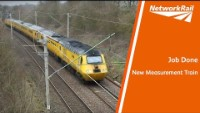 NetworkRail
Job Done
New Measurement Train